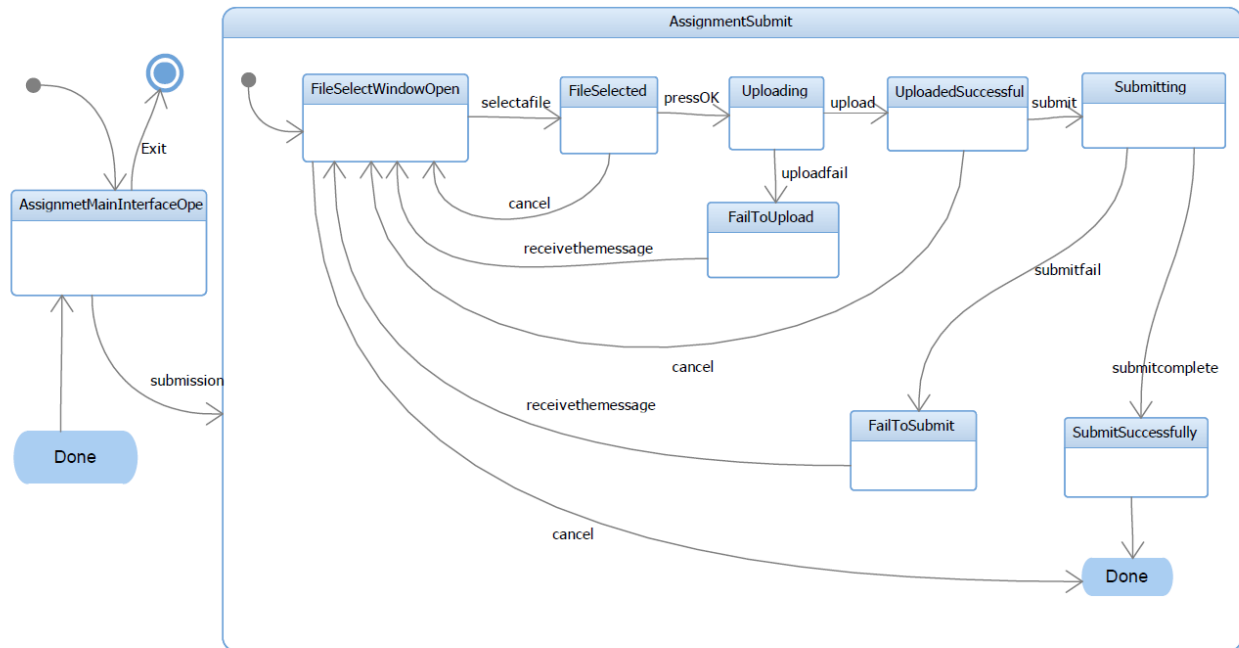 AssignmentSubmit
FileSelectWindowOpen
selectafile
FileSelected
pressOK
Uploading
upload
UploadedSuccessful
submit
Submitting
Exit
uploadfail
AssignmetMainInterfaceOpe
cancel
FailToUpload
receivethemessage
submitfail
submission
cancel
submitcomplete
receivethemessage
FailToSubmit
SubmitSuccessfully
Done
cancel
Done